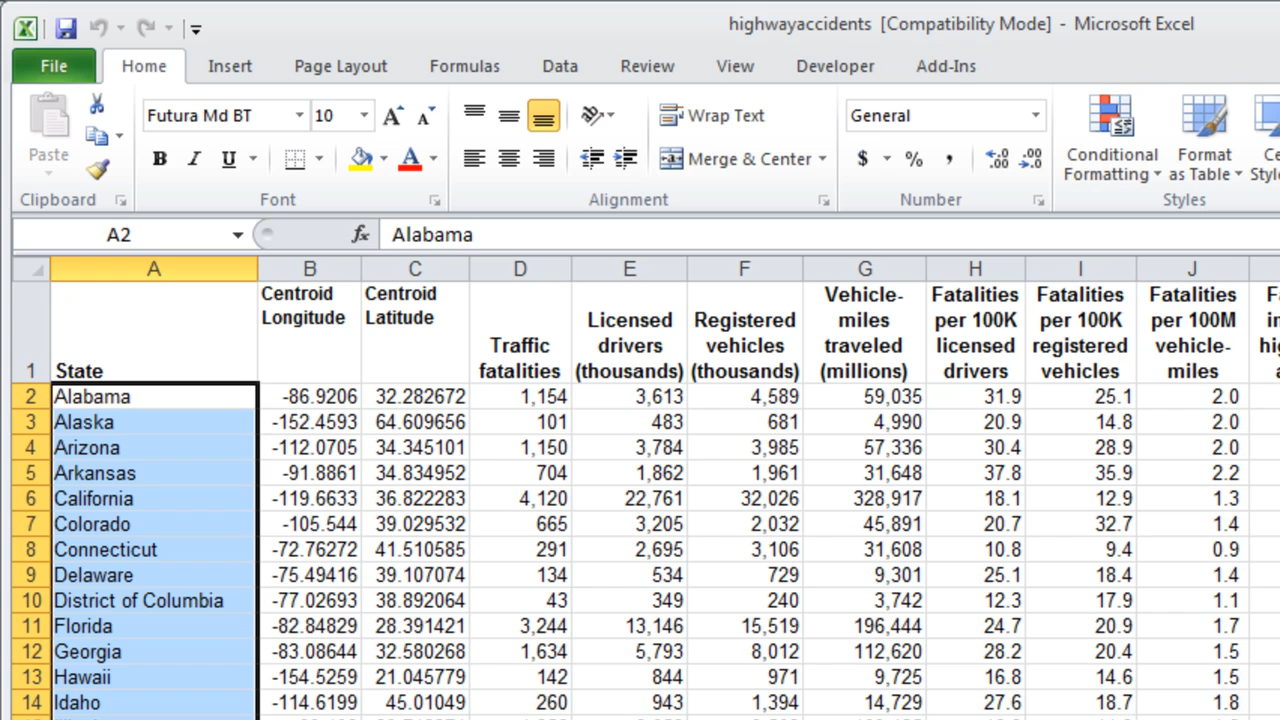 highwayaccidents [Compatibility Mode] - Microsoft Excel
File Home Insert Page Layout Formulas Data Review View Developer Add-Ins
Futura Md BT 10 A A Wrap Text General
Paste B I U A Merge & Center $ % , .0 .00 .00 .0 Conditional Formatting Format as Table
Clipboard Font Alignment Number Styles
A2 fx Alabama
A B C D E F G H I J
1 State Centroid Longitude Centroid Latitude Traffic fatalities Licensed drivers (thousands) Registered vehicles (thousands) Vehicle-miles traveled (millions) Fatalities per 100K licensed drivers Fatalities per 100K registered vehicles Fatalities per 100M vehicle-miles
2 Alabama -86.9206 32.282672 1,154 3,613 4,589 59,035 31.9 25.1 2.0
3 Alaska -152.4593 64.609656 101 483 681 4,990 20.9 14.8 2.0
4 Arizona -112.0705 34.345101 1,150 3,784 3,985 57,336 30.4 28.9 2.0
5 Arkansas -91.8861 34.834952 704 1,862 1,961 31,648 37.8 35.9 2.2
6 California -119.6633 36.822283 4,120 22,761 32,026 328,917 18.1 12.9 1.3
7 Colorado -105.544 39.029532 665 3,205 2,032 45,891 20.7 32.7 1.4
8 Connecticut -72.76272 41.510585 291 2,695 3,106 31,608 10.8 9.4 0.9
9 Delaware -75.49416 39.107074 134 534 729 9,301 25.1 18.4 1.4
10 District of Columbia -77.02693 38.892064 43 349 240 3,742 12.3 17.9 1.1
11 Florida -82.84829 28.391421 3,244 13,146 15,519 196,444 24.7 20.9 1.7
12 Georgia -83.08644 32.580268 1,634 5,793 8,012 112,620 28.2 20.4 1.5
13 Hawaii -154.5259 21.045779 142 844 971 9,725 16.8 14.6 1.5
14 Idaho -114.6199 45.01049 260 943 1,394 14,729 27.6 18.7 1.8